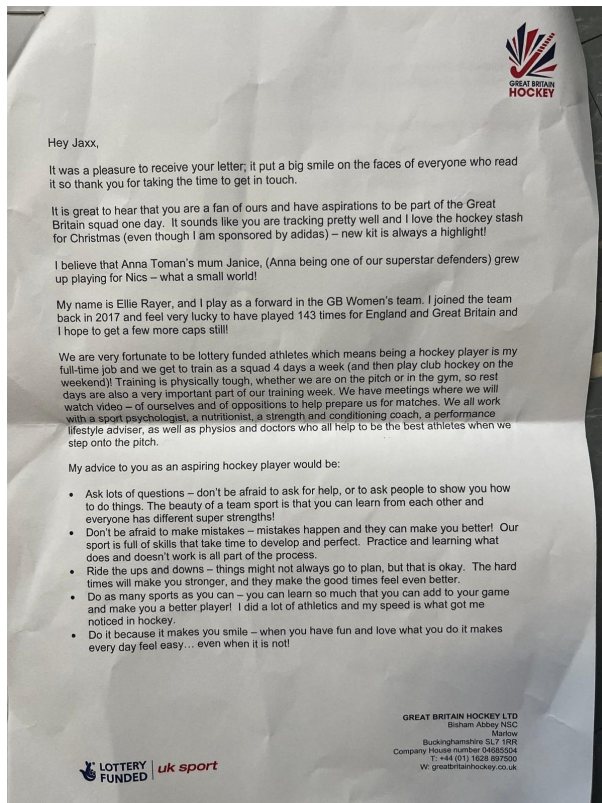 GREAT BRITAIN
HOCKEY
Hey Jaxx,
It was a pleasure to receive your letter; it put a big smile on the faces of everyone who read
it so thank you for taking the time to get in touch.
It is great to hear that you are a fan of ours and have aspirations to be part of the Great
Britain squad one day.  It sounds like you are tracking pretty well and I love the hockey stash
for Christmas (even though I am sponsored by adidas) – new kit is always a highlight!
I believe that Anna Toman's mum Janice, (Anna being one of our superstar defenders) grew
up playing for Nics – what a small world!
My name is Ellie Rayer, and I play as a forward in the GB Women's team. I joined the team
back in 2017 and feel very lucky to have played 143 times for England and Great Britain and
I hope to get a few more caps still!
We are very fortunate to be lottery funded athletes which means being a hockey player is my
full-time job and we get to train as a squad 4 days a week (and then play club hockey on the
weekend)! Training is physically tough, whether we are on the pitch or in the gym, so rest
days are also a very important part of our training week. We have meetings where we will
watch video – of ourselves and of oppositions to help prepare us for matches. We all work
with a sport psychologist, a nutritionist, a strength and conditioning coach, a performance
lifestyle adviser, as well as physios and doctors who all help to be the best athletes when we
step onto the pitch.
My advice to you as an aspiring hockey player would be:
• Ask lots of questions – don't be afraid to ask for help, or to ask people to show you how
to do things. The beauty of a team sport is that you can learn from each other and
everyone has different super strengths!
• Don't be afraid to make mistakes – mistakes happen and they can make you better!  Our
sport is full of skills that take time to develop and perfect.  Practice and learning what
does and doesn't work is all part of the process.
• Ride the ups and downs – things might not always go to plan, but that is okay.  The hard
times will make you stronger, and they make the good times feel even better.
• Do as many sports as you can – you can learn so much that you can add to your game
and make you a better player!  I did a lot of athletics and my speed is what got me
noticed in hockey.
• Do it because it makes you smile – when you have fun and love what you do it makes
every day feel easy… even when it is not!
GREAT BRITAIN HOCKEY LTD
Bisham Abbey NSC
Marlow
Buckinghamshire SL7 1RR
Company House number 04685504
T: +44 (01) 1628 897500
W: greatbritainhockey.co.uk
LOTTERY
FUNDED
uk sport